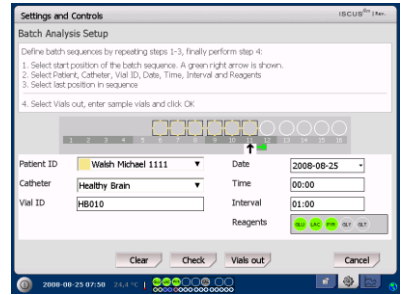 Settings and Controls
ISCUSflex | for.
Batch Analysis Setup
Define batch sequences by repeating steps 1-3, finally perform step 4:
1. Select start position of the batch sequence. A green right arrow is shown.
2. Select Patient, Catheter, Vial ID, Date, Time, Interval and Reagents
3. Select last position in sequence
4. Select Vials out, enter sample vials and click OK
1 2 3 4 5 6 7 8 9 10 11 12 13 14 15 16
Patient ID Walsh Michael 1111 Date 2008-08-25
Catheter Healthy Brain Time 00:00
Vial ID HB010 Interval 01:00
Reagents GLU LAC PYR GLY GLT
Clear Check Vials out Cancel
2008-08-25 07:50 24,4 °C